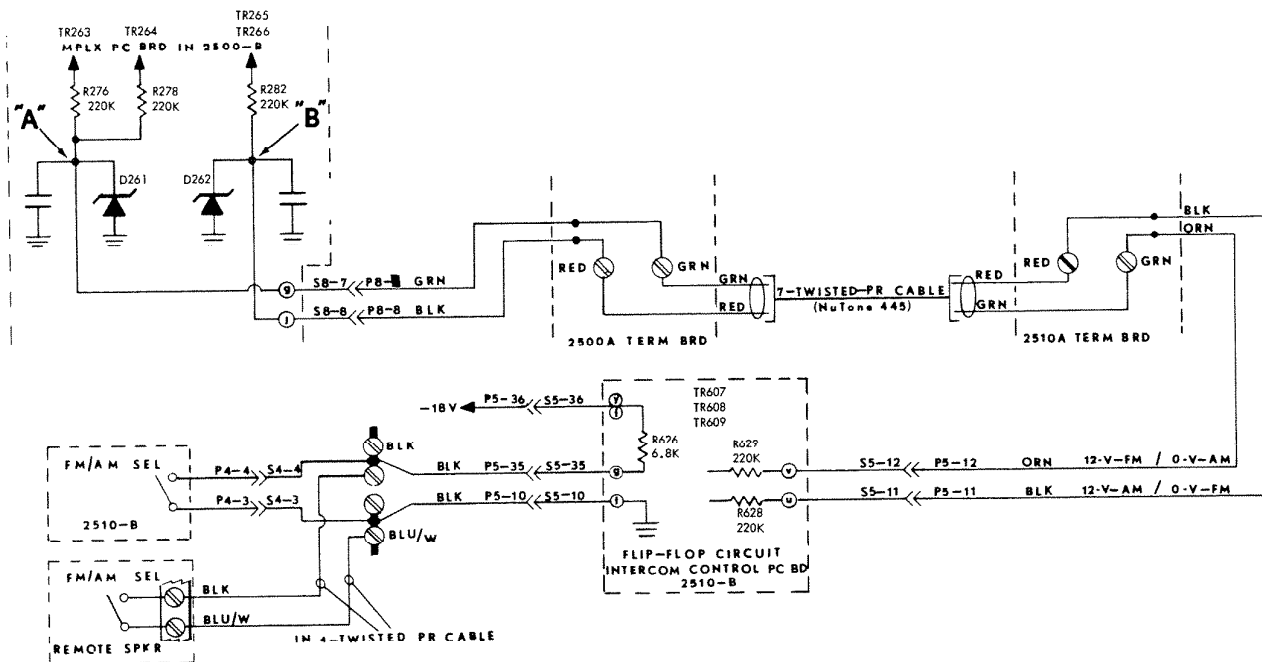 TR263 TR264 TR265
TR266
MPLX PC BRD IN 2500-B
R276
220K
R278
220K
R282
220K
"A"
"B"
D261
D262
S8-7 P8- GRN
S8-8 P8-8 BLK
g
j
RED
GRN
GRN
RED
2500A TERM BRD
7-TWISTED-PR CABLE
(NuTone 445)
RED
GRN
RED
GRN
BLK
ORN
2510A TERM BRD
-18V P5-36 S5-36
TR607
TR608
TR609
R626
6.8K
R629
220K
R628
220K
BLK
FM/AM SEL
P4-4 S4-4
P4-3 S4-3
2510-B
BLK P5-35 S5-35
BLK P5-10 S5-10
BLU/W
S5-12 P5-12 ORN 12-V-FM / 0-V-AM
S5-11 P5-11 BLK 12-V-AM / 0-V-FM
FLIP-FLOP CIRCUIT
INTERCOM CONTROL PC BD
2510-B
FM/AM SEL
BLK
BLU/W
REMOTE SPKR
IN 4-TWISTED PR CABLE